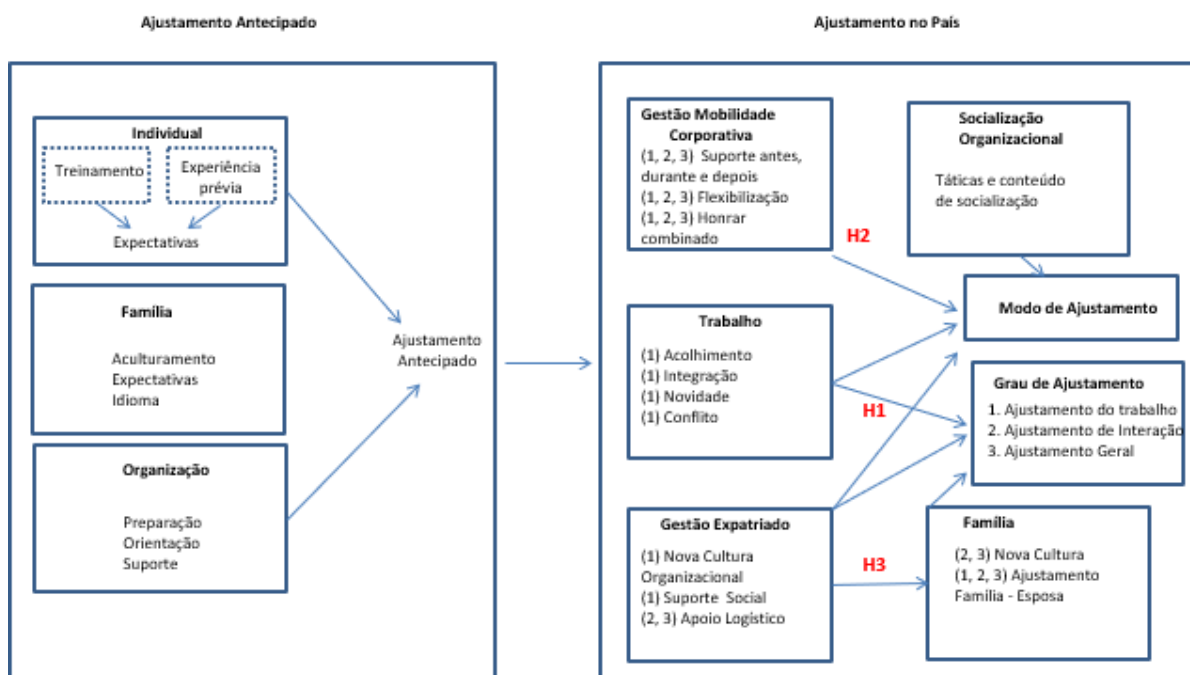 Ajustamento Antecipado
Individual
Treinamento
Experiência
prévia
Expectativas
Família
Aculturamento
Expectativas
Idioma
Organização
Preparação
Orientação
Suporte
Ajustamento
Antecipado
Ajustamento no País
Gestão Mobilidade
Corporativa
(1, 2, 3) Suporte antes,
durante e depois
(1, 2, 3) Flexibilização
(1, 2, 3) Honrar
combinado
H2
Socialização
Organizacional
Táticas e conteúdo
de socialização
Modo de Ajustamento
Trabalho
(1) Acolhimento
(1) Integração
(1) Novidade
(1) Conflito
H1
Grau de Ajustamento
1. Ajustamento do trabalho
2. Ajustamento de Interação
3. Ajustamento Geral
Gestão Expatriado
(1) Nova Cultura
Organizacional
(1) Suporte Social
(2, 3) Apoio Logístico
H3
Família
(2, 3) Nova Cultura
(1, 2, 3) Ajustamento
Família - Esposa